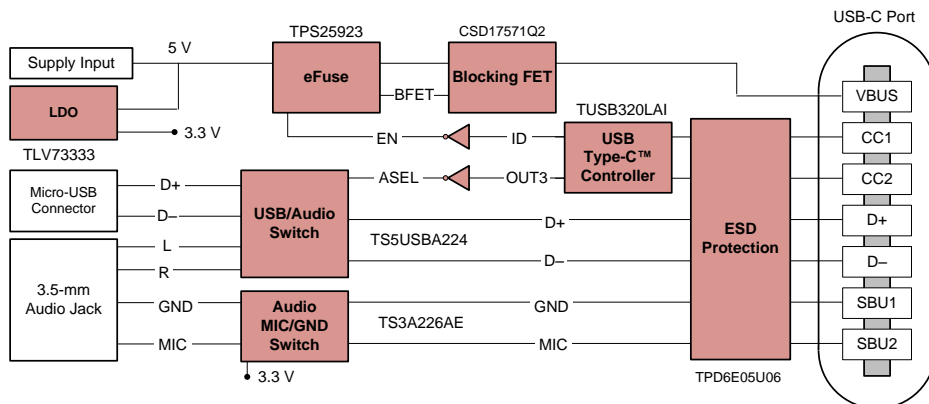 USB-C Port
TPS25923
CSD17571Q2
5 V
Supply Input
eFuse
Blocking FET
BFET
VBUS
LDO
TUSB320LAI
3.3 V
EN
ID
USB
Type-C™
Controller
CC1
TLV73333
ASEL
OUT3
CC2
Micro-USB
Connector
D+
D–
USB/Audio
Switch
D+
ESD
Protection
D+
L
TS5USBA224
R
D–
D–
3.5-mm
Audio Jack
GND
Audio
MIC/GND
Switch
GND
SBU1
TS3A226AE
MIC
MIC
SBU2
3.3 V
TPD6E05U06